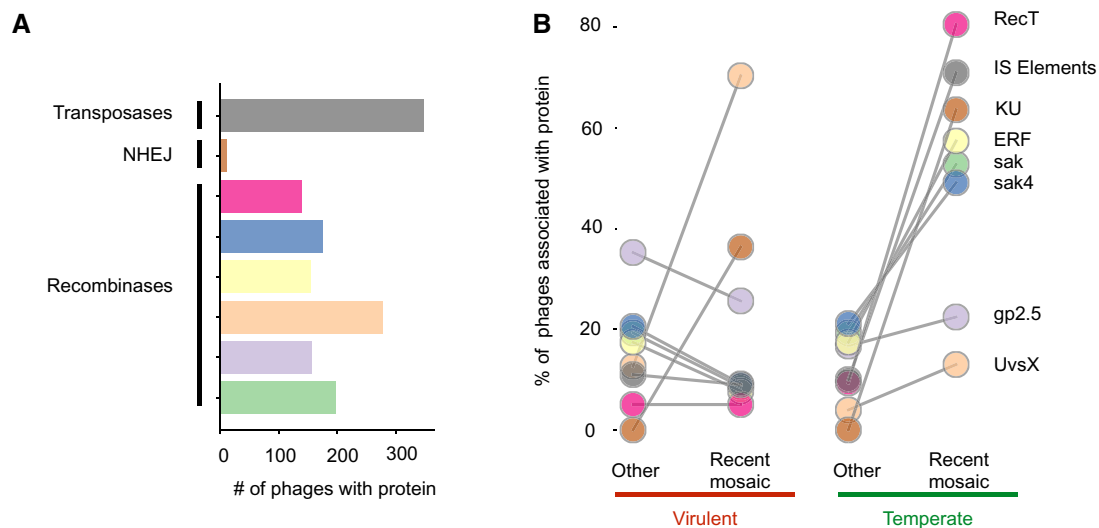 A
Transposases
NHEJ
Recombinases
0
100
200
300
# of phages with protein
B
% of phages associated with protein
80
60
40
20
0
RecT
IS Elements
KU
ERF
sak
sak4
gp2.5
UvsX
Other
Recent
mosaic
Other
Recent
mosaic
Virulent
Temperate